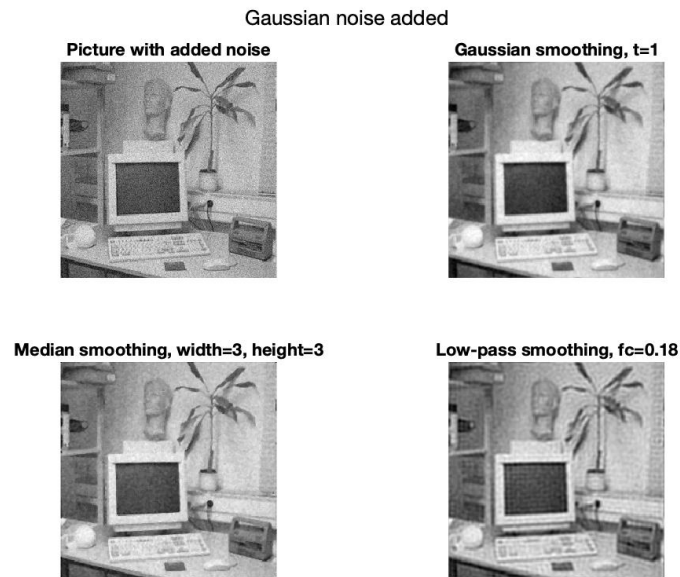 Gaussian noise added
Picture with added noise
Gaussian smoothing, t=1
Median smoothing, width=3, height=3
Low-pass smoothing, fc=0.18